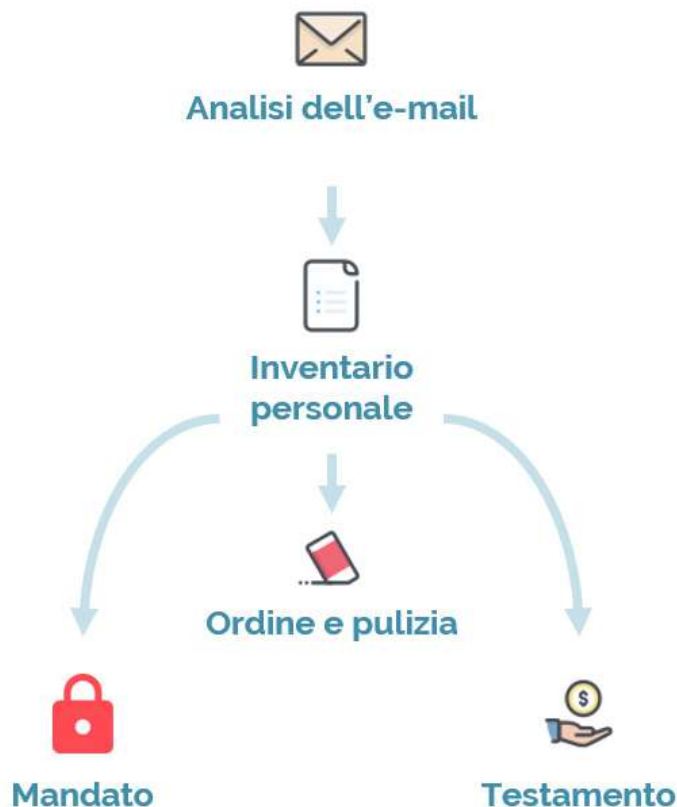 Analisi dell’e-mail
Inventario
personale
Ordine e pulizia
$
Mandato
Testamento